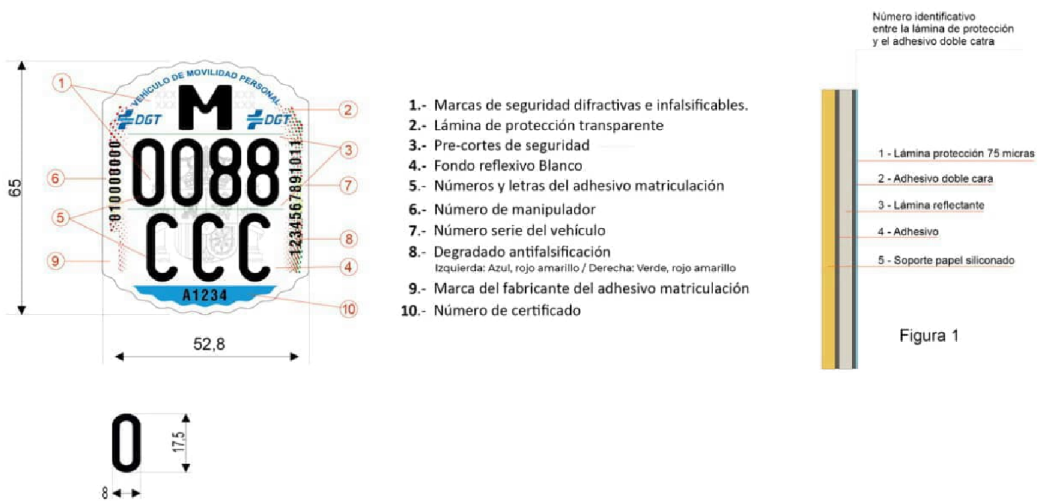 Número identificativo
entre la lámina de protección
y el adhesivo doble catra
VEHÍCULO DE MOVILIDAD PERSONAL
M
DGT
DGT
0088
CCC
A1234
010000000
1234567891011
1
2
3
4
5
6
7
8
9
10
65
52,8
1.- Marcas de seguridad difractivas e infalsificables.
2.- Lámina de protección transparente
3.- Pre-cortes de seguridad
4.- Fondo reflexivo Blanco
5.- Números y letras del adhesivo matriculación
6.- Número de manipulador
7.- Número serie del vehículo
8.- Degradado antifalsificación
Izquierda: Azul, rojo amarillo / Derecha: Verde, rojo amarillo
9.- Marca del fabricante del adhesivo matriculación
10.- Número de certificado
1 - Lámina protección 75 micras
2 - Adhesivo doble cara
3 - Lámina reflectante
4 - Adhesivo
5 - Soporte papel siliconado
Figura 1
0
17,5
8